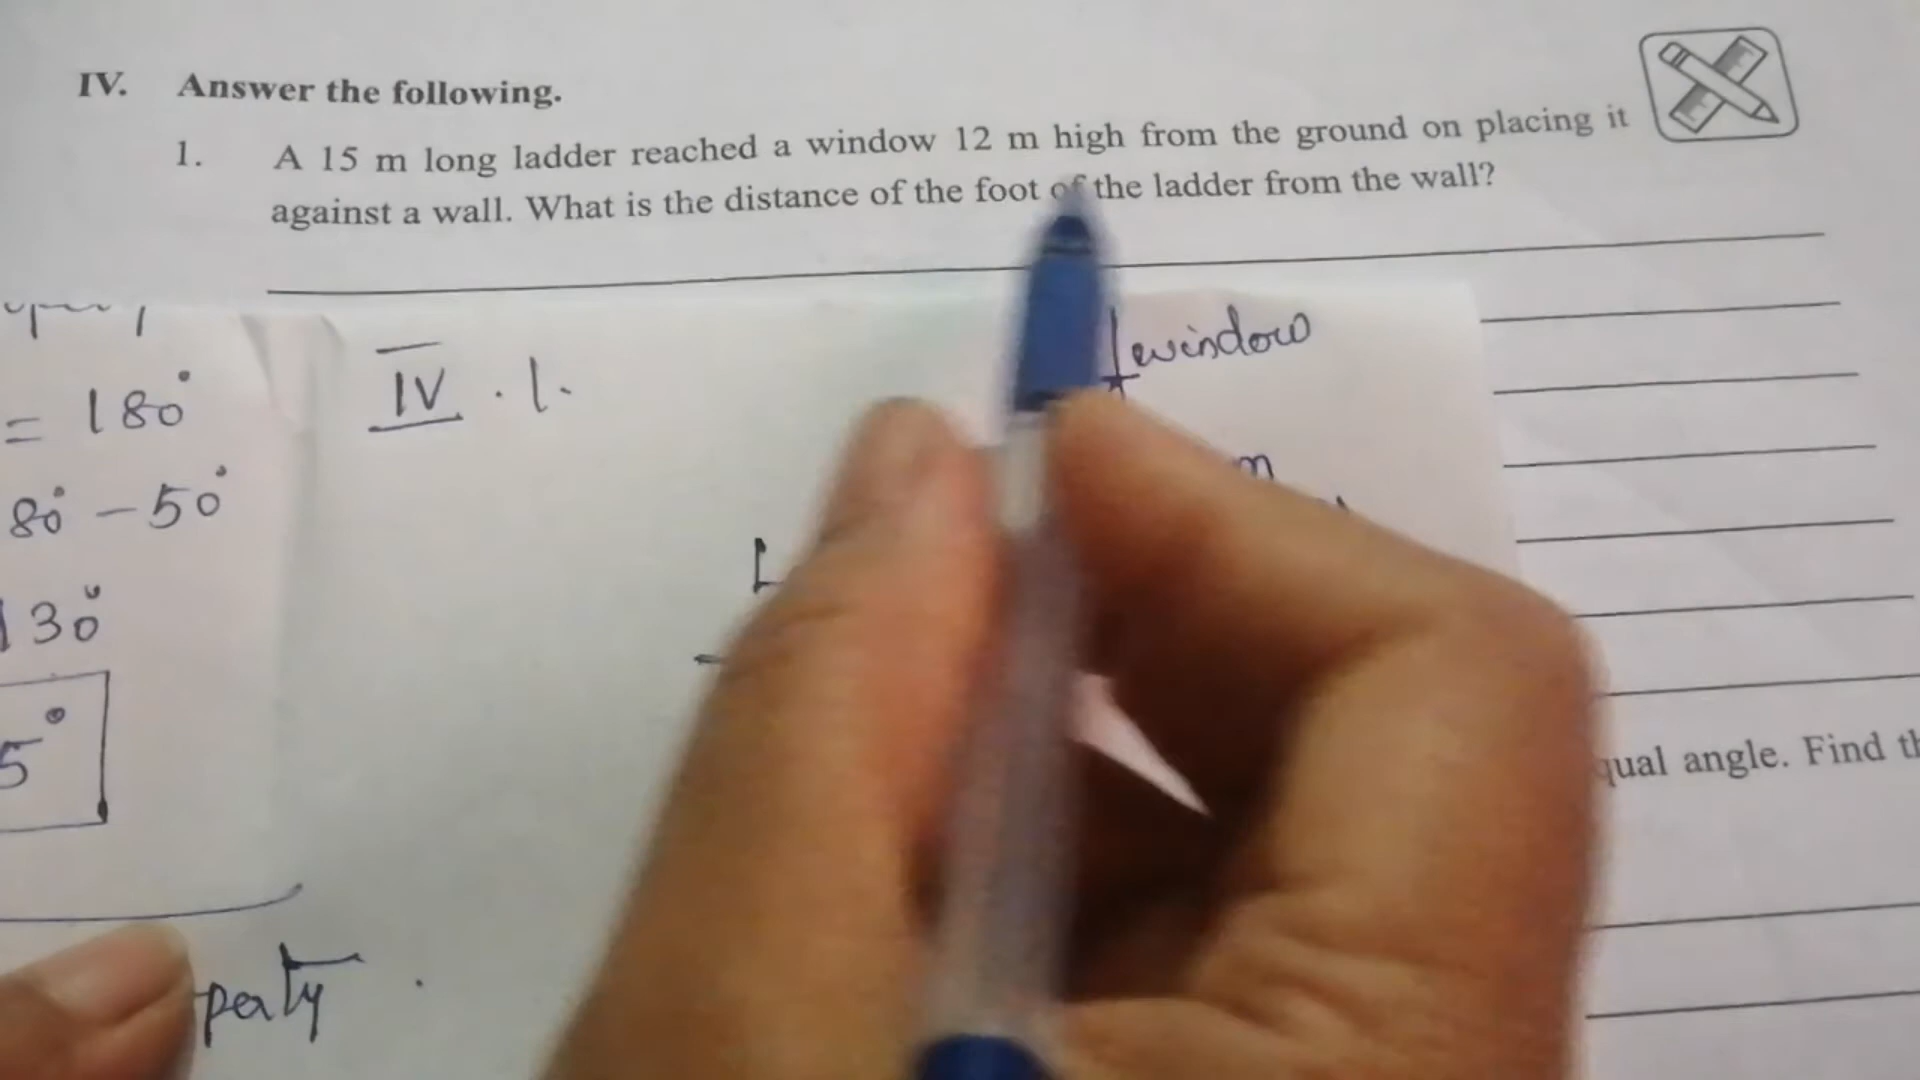 IV. Answer the following.
1. A 15 m long ladder reached a window 12 m high from the ground on placing it
against a wall. What is the distance of the foot of the ladder from the wall?
window
= 180°
IV . 1.
m
80° - 50°
130°
5°
qual angle. Find th
perty .